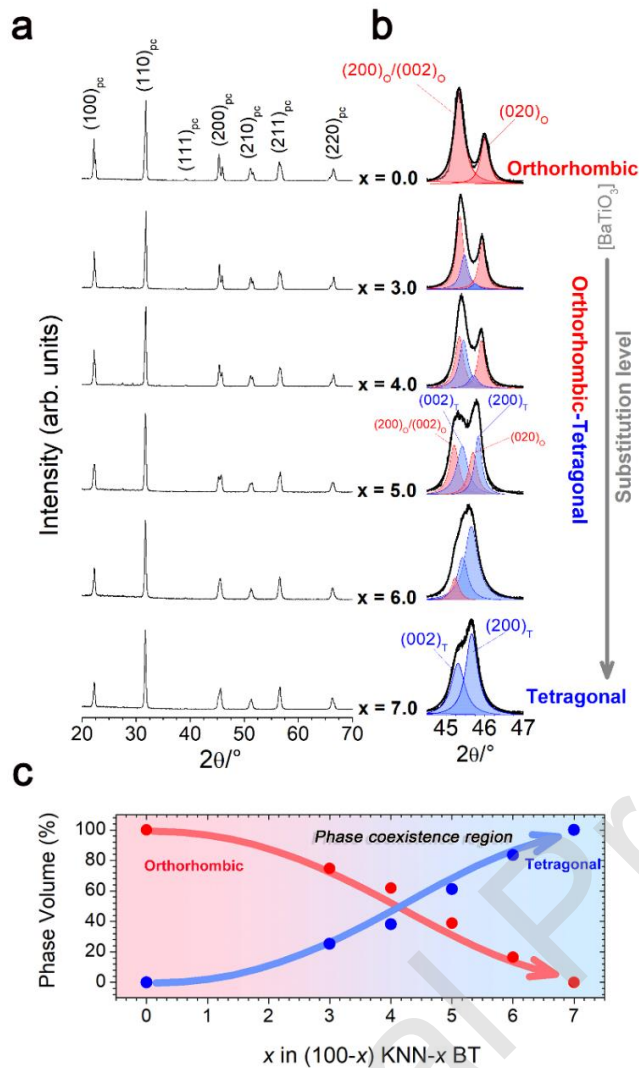 a
b
(100)pc
(110)pc
(111)pc
(200)pc
(210)pc
(211)pc
(220)pc
x = 0.0
x = 3.0
x = 4.0
x = 5.0
x = 6.0
x = 7.0
Intensity (arb. units)
20 30 40 50 60 70
2θ/°
(200)O/(002)O
(020)O
Orthorhombic
[BaTiO3]
Orthorhombic-Tetragonal
Substitution level
(002)T
(200)T
(200)O/(002)O
(020)O
(002)T
(200)T
Tetragonal
45 46 47
2θ/°
c
Phase Volume (%)
100
80
60
40
20
0
Phase coexistence region
Orthorhombic
Tetragonal
0 1 2 3 4 5 6 7
x in (100-x) KNN-x BT